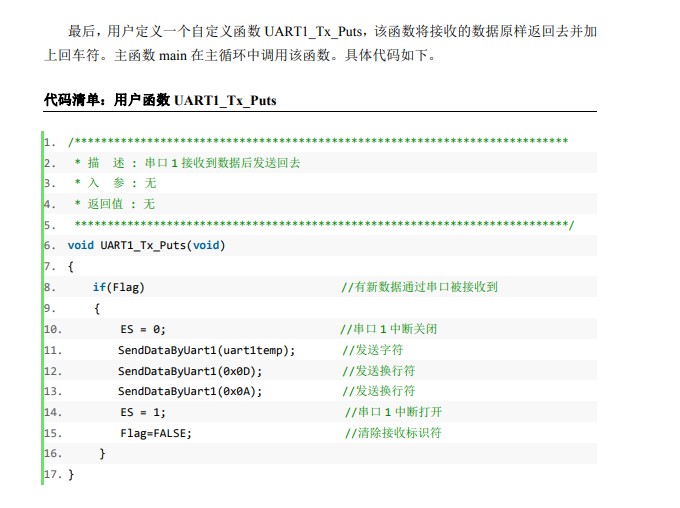 最后，用户定义一个自定义函数 UART1_Tx_Puts，该函数将接收的数据原样返回去并加
上回车符。主函数 main 在主循环中调用该函数。具体代码如下。
代码清单：用户函数 UART1_Tx_Puts
1. /***************************************************************************
2. * 描 述 : 串口 1 接收到数据后发送回去
3. * 入 参 : 无
4. * 返回值 : 无
5. ***************************************************************************/
6. void UART1_Tx_Puts(void)
7. {
8. if(Flag) //有新数据通过串口被接收到
9. {
10. ES = 0; //串口 1 中断关闭
11. SendDataByUart1(uart1temp); //发送字符
12. SendDataByUart1(0x0D); //发送换行符
13. SendDataByUart1(0x0A); //发送换行符
14. ES = 1; //串口 1 中断打开
15. Flag=FALSE; //清除接收标识符
16. }
17. }